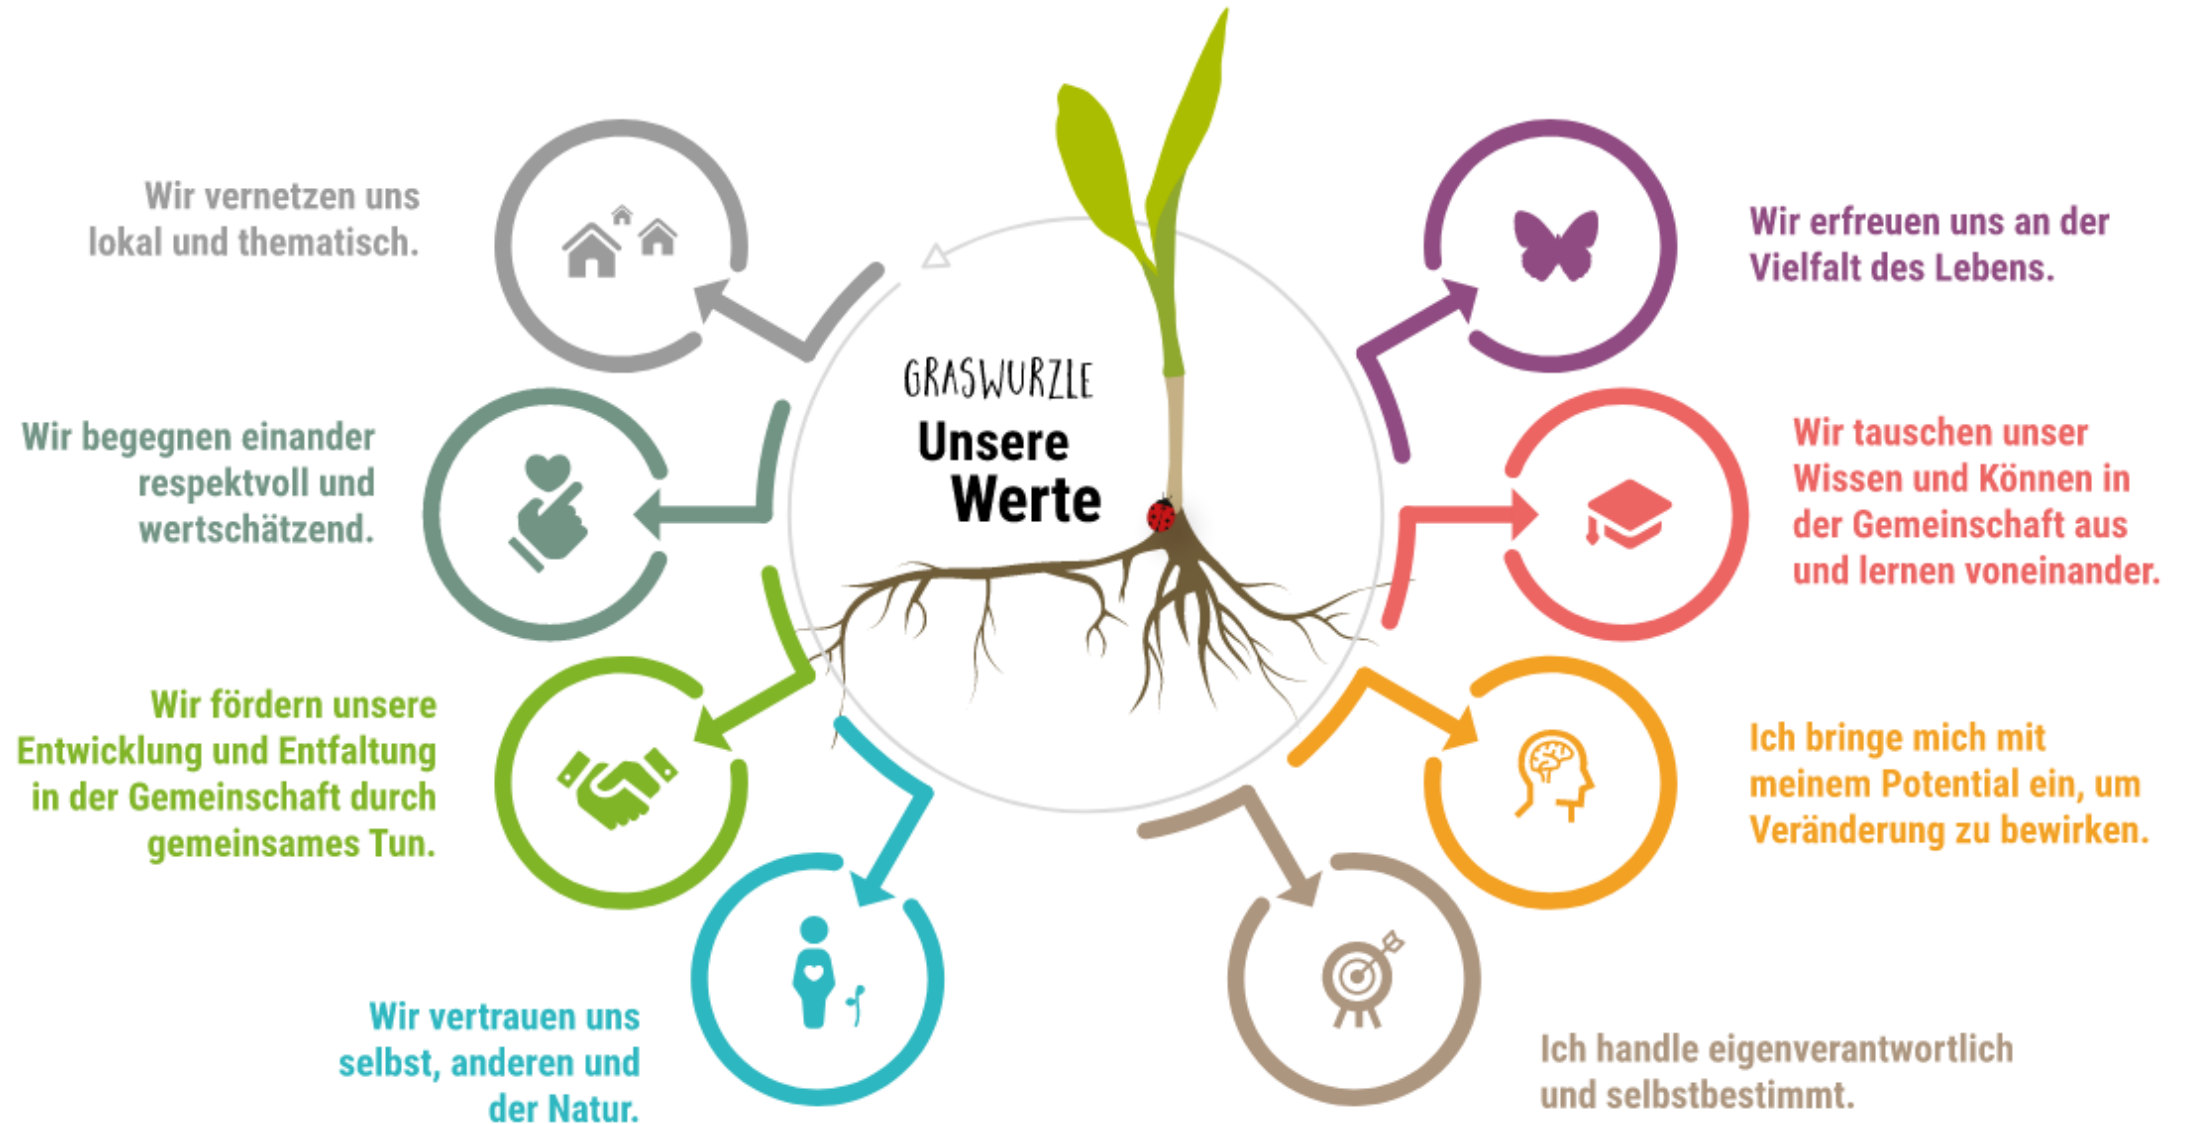 GRASWURZLE
Unsere
Werte
Wir vernetzen uns
lokal und thematisch.
Wir begegnen einander
respektvoll und
wertschätzend.
Wir fördern unsere
Entwicklung und Entfaltung
in der Gemeinschaft durch
gemeinsames Tun.
Wir vertrauen uns
selbst, anderen und
der Natur.
Ich handle eigenverantwortlich
und selbstbestimmt.
Ich bringe mich mit
meinem Potential ein, um
Veränderung zu bewirken.
Wir tauschen unser
Wissen und Können in
der Gemeinschaft aus
und lernen voneinander.
Wir erfreuen uns an der
Vielfalt des Lebens.